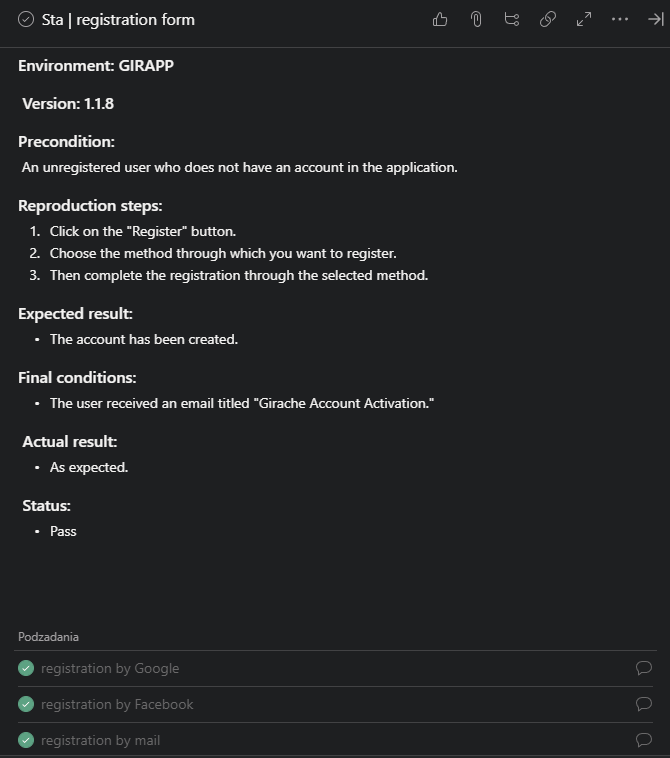 Sta | registration form
Environment: GIRAPP
Version: 1.1.8
Precondition:
An unregistered user who does not have an account in the application.
Reproduction steps:
1. Click on the "Register" button.
2. Choose the method through which you want to register.
3. Then complete the registration through the selected method.
Expected result:
• The account has been created.
Final conditions:
• The user received an email titled "Girache Account Activation."
Actual result:
• As expected.
Status:
• Pass
Podzadania
registration by Google
registration by Facebook
registration by mail